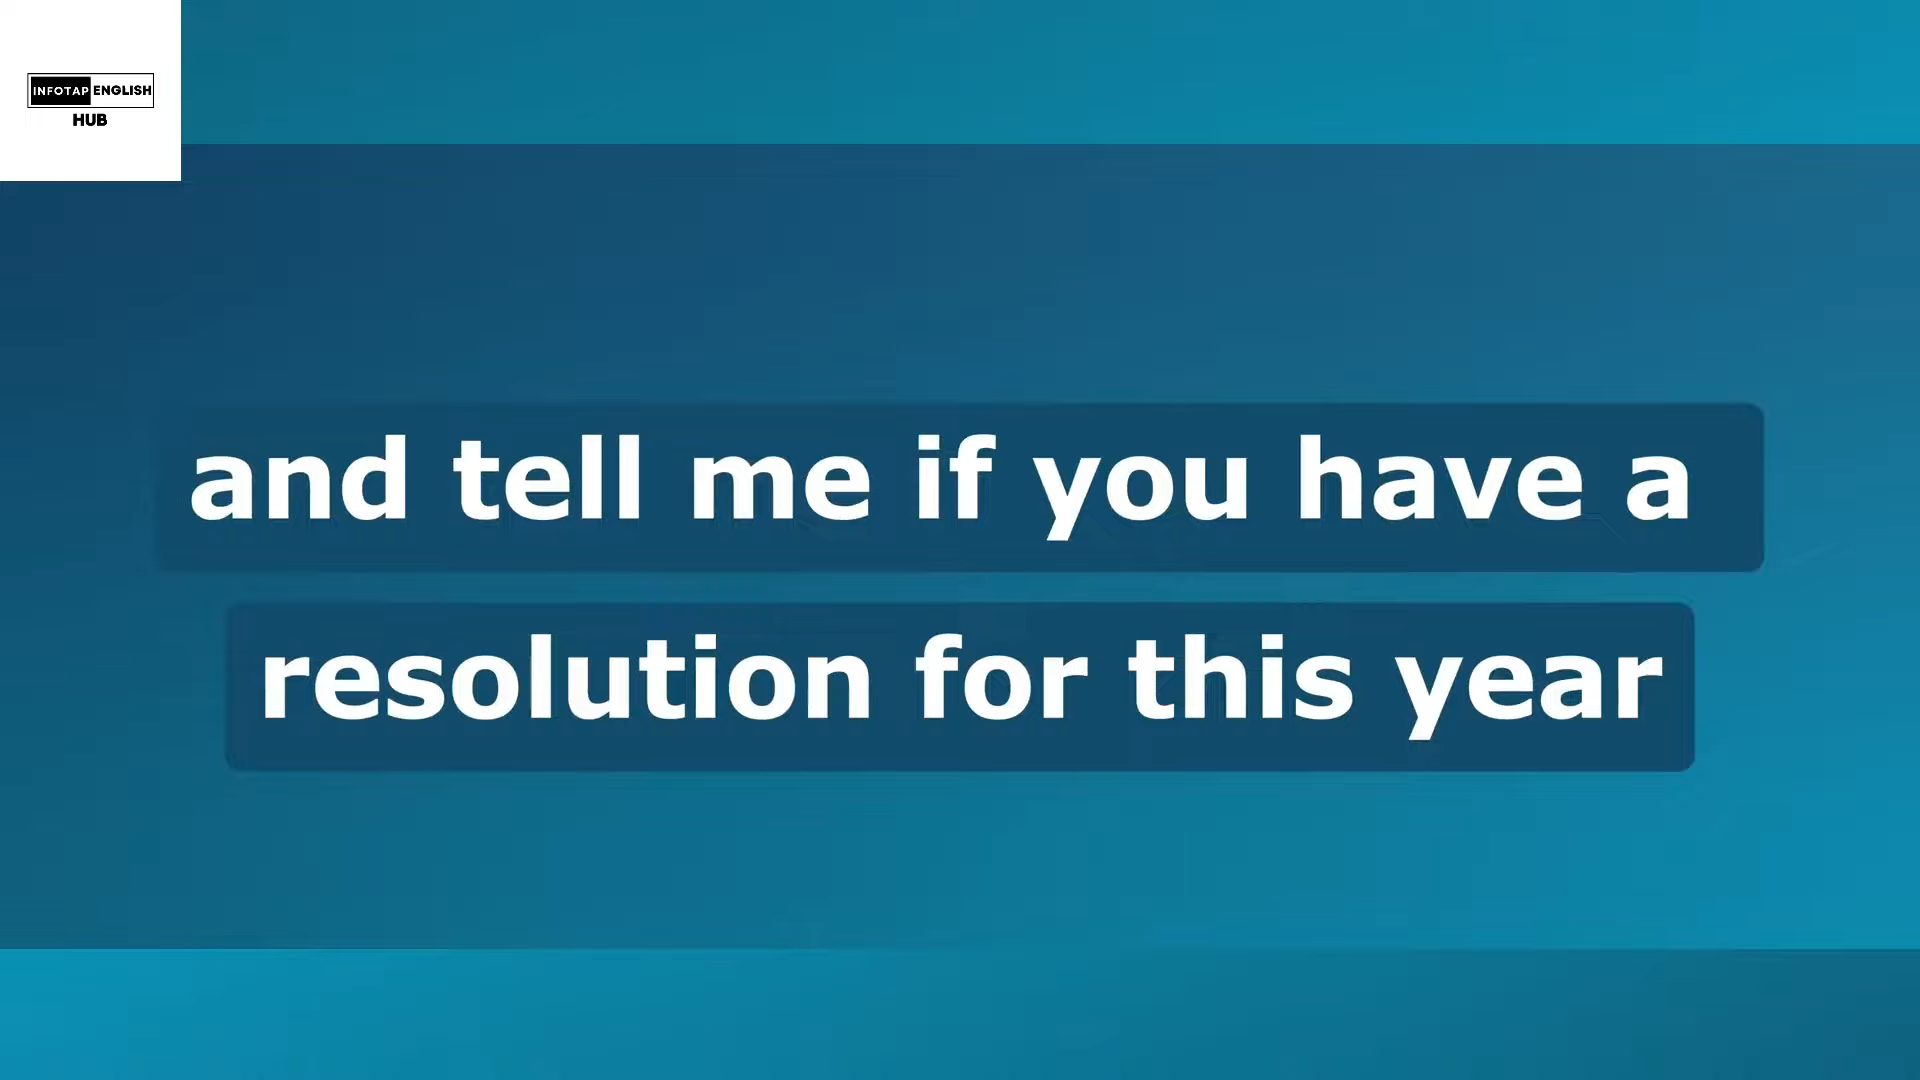 INFOTAP ENGLISH
HUB
and tell me if you have a
resolution for this year